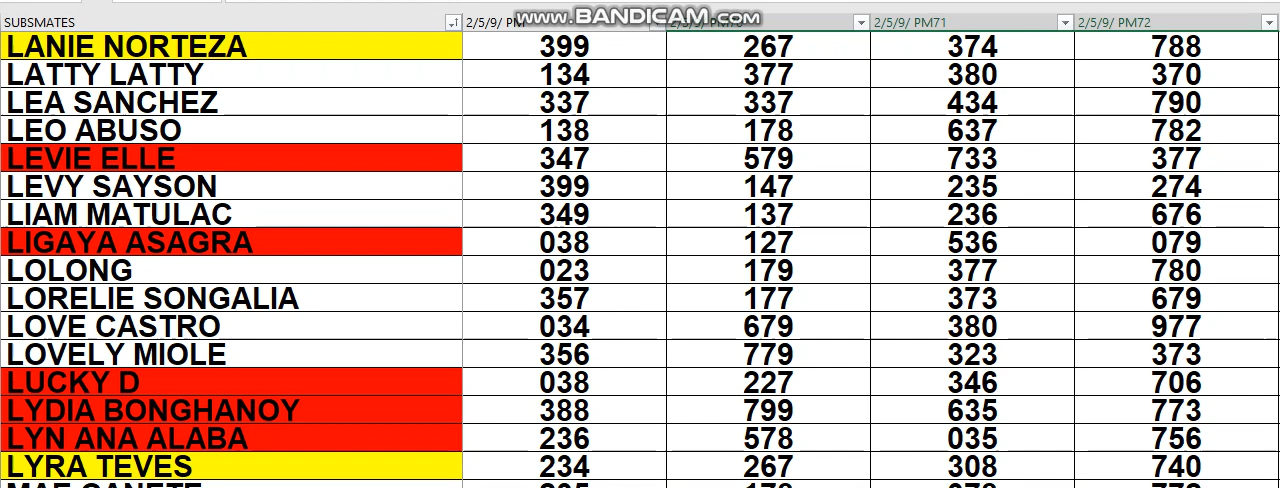 www.BANDICAM.com
SUBSMATES 2/5/9/ PM 2/5/9/ PM71 2/5/9/ PM72
LANIE NORTEZA 399 267 374 788
LATTY LATTY 134 377 380 370
LEA SANCHEZ 337 337 434 790
LEO ABUSO 138 178 637 782
LEVIE ELLE 347 579 733 377
LEVY SAYSON 399 147 235 274
LIAM MATULAC 349 137 236 676
LIGAYA ASAGRA 038 127 536 079
LOLONG 023 179 377 780
LORELIE SONGALIA 357 177 373 679
LOVE CASTRO 034 679 380 977
LOVELY MIOLE 356 779 323 373
LUCKY D 038 227 346 706
LYDIA BONGHANOY 388 799 635 773
LYN ANA ALABA 236 578 035 756
LYRA TEVES 234 267 308 740